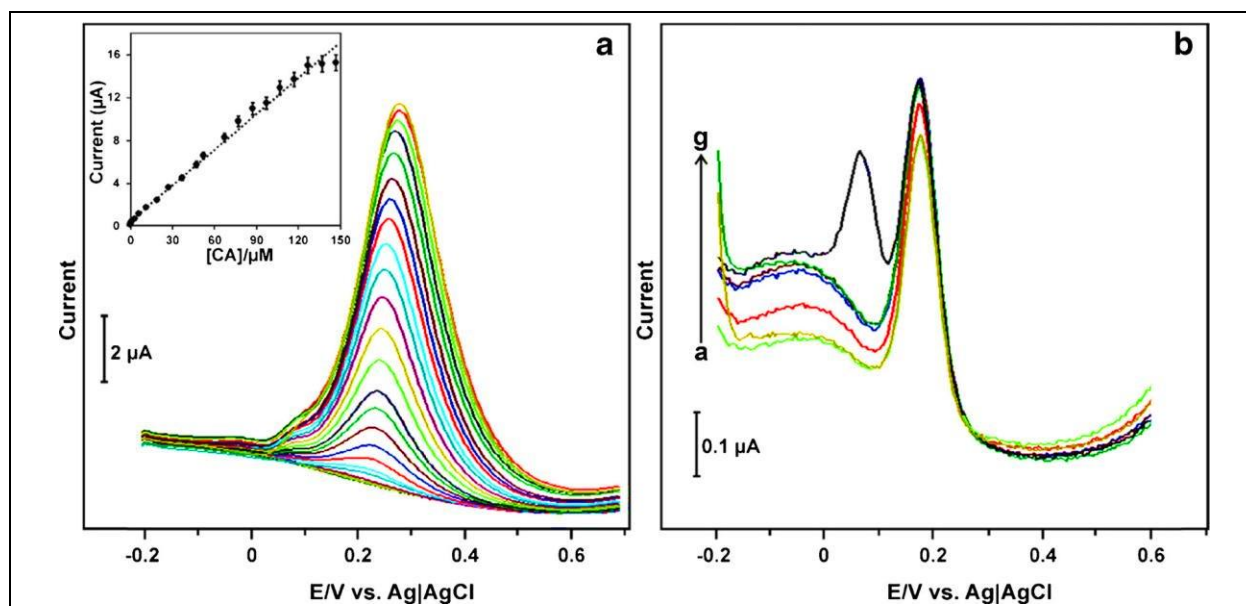 a
16
12
8
4
0
Current (µA)
0 30 60 90 120 150
[CA]/µM
Current
2 µA
-0.2 0 0.2 0.4 0.6
E/V vs. Ag|AgCl
b
g
a
Current
0.1 µA
-0.2 0 0.2 0.4 0.6
E/V vs. Ag|AgCl